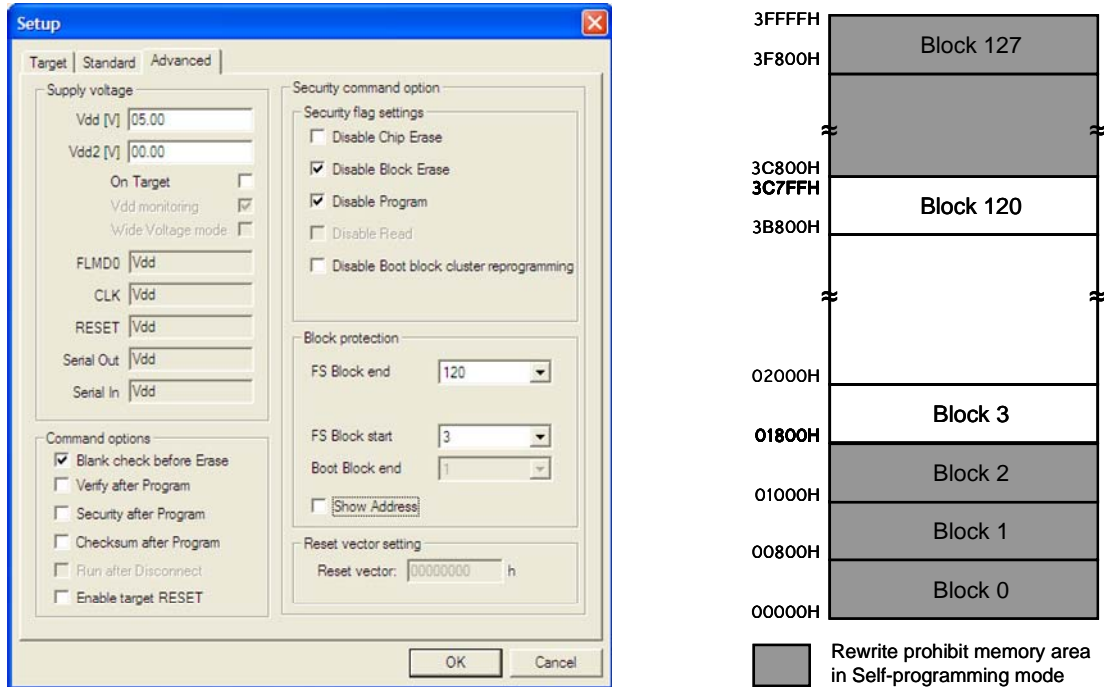 Setup
Target Standard Advanced
Supply voltage
Vdd [V] 05.00
Vdd2 [V] 00.00
On Target
Vdd monitoring
Wide Voltage mode
FLMD0 Vdd
CLK Vdd
RESET Vdd
Serial Out Vdd
Serial In Vdd
Command options
Blank check before Erase
Verify after Program
Security after Program
Checksum after Program
Run after Disconnect
Enable target RESET
Security command option
Security flag settings
Disable Chip Erase
Disable Block Erase
Disable Program
Disable Read
Disable Boot block cluster reprogramming
Block protection
FS Block end 120
FS Block start 3
Boot Block end 1
Show Address
Reset vector setting
Reset vector: 00000000 h
OK Cancel
3FFFFH
Block 127
3F800H
3C800H
3C7FFH
Block 120
3B800H
02000H
Block 3
01800H
Block 2
01000H
Block 1
00800H
Block 0
00000H
Rewrite prohibit memory area
in Self-programming mode